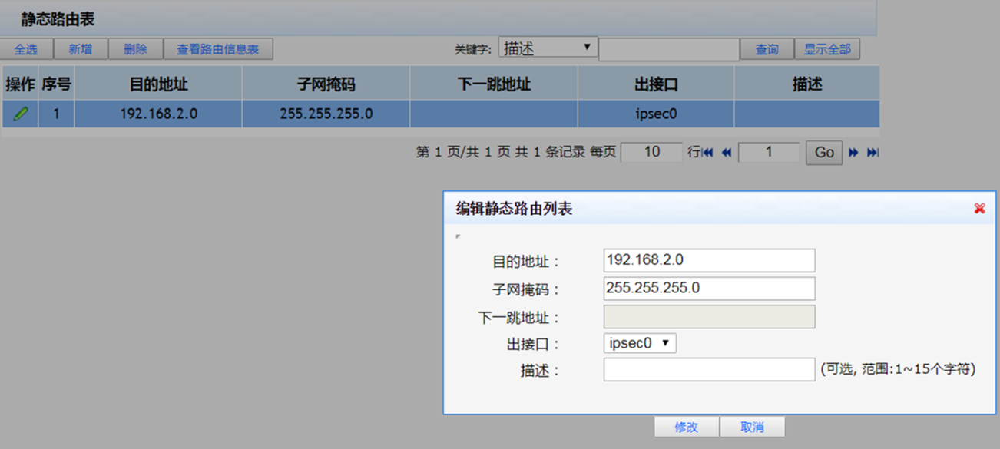 静态路由表
全选 新增 删除 查看路由信息表 关键字: 描述 查询 显示全部
操作 序号 目的地址 子网掩码 下一跳地址 出接口 描述
1 192.168.2.0 255.255.255.0 ipsec0
第 1 页/共 1 页 共 1 条记录 每页 10 行 1 Go
编辑静态路由列表
目的地址： 192.168.2.0
子网掩码： 255.255.255.0
下一跳地址：
出接口： ipsec0
描述： (可选, 范围:1~15个字符)
修改 取消